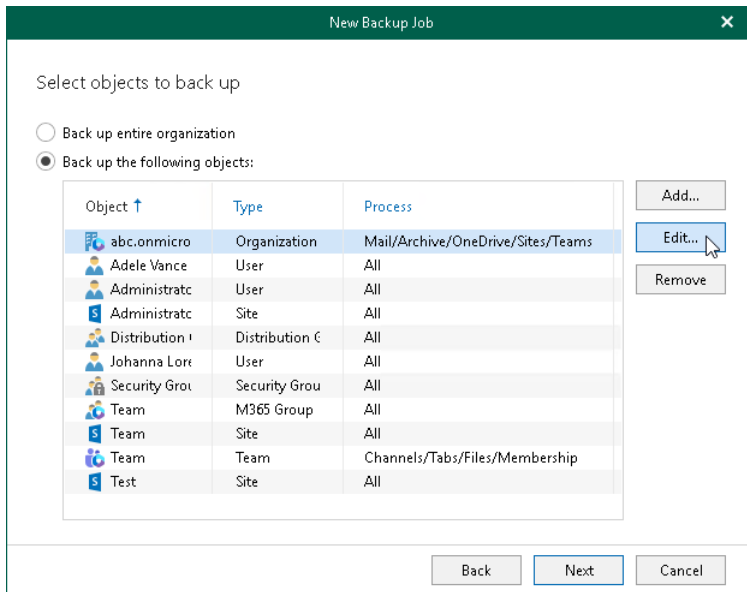 New Backup Job
Select objects to back up
Back up entire organization
Back up the following objects:
Object Type Process
abc.onmicro Organization Mail/Archive/OneDrive/Sites/Teams
Adele Vance User All
Administratc User All
Administratc Site All
Distribution Distribution G All
Johanna Lore User All
Security Grou Security Grou All
Team M365 Group All
Team Site All
Team Team Channels/Tabs/Files/Membership
Test Site All
Add...
Edit...
Remove
Back Next Cancel